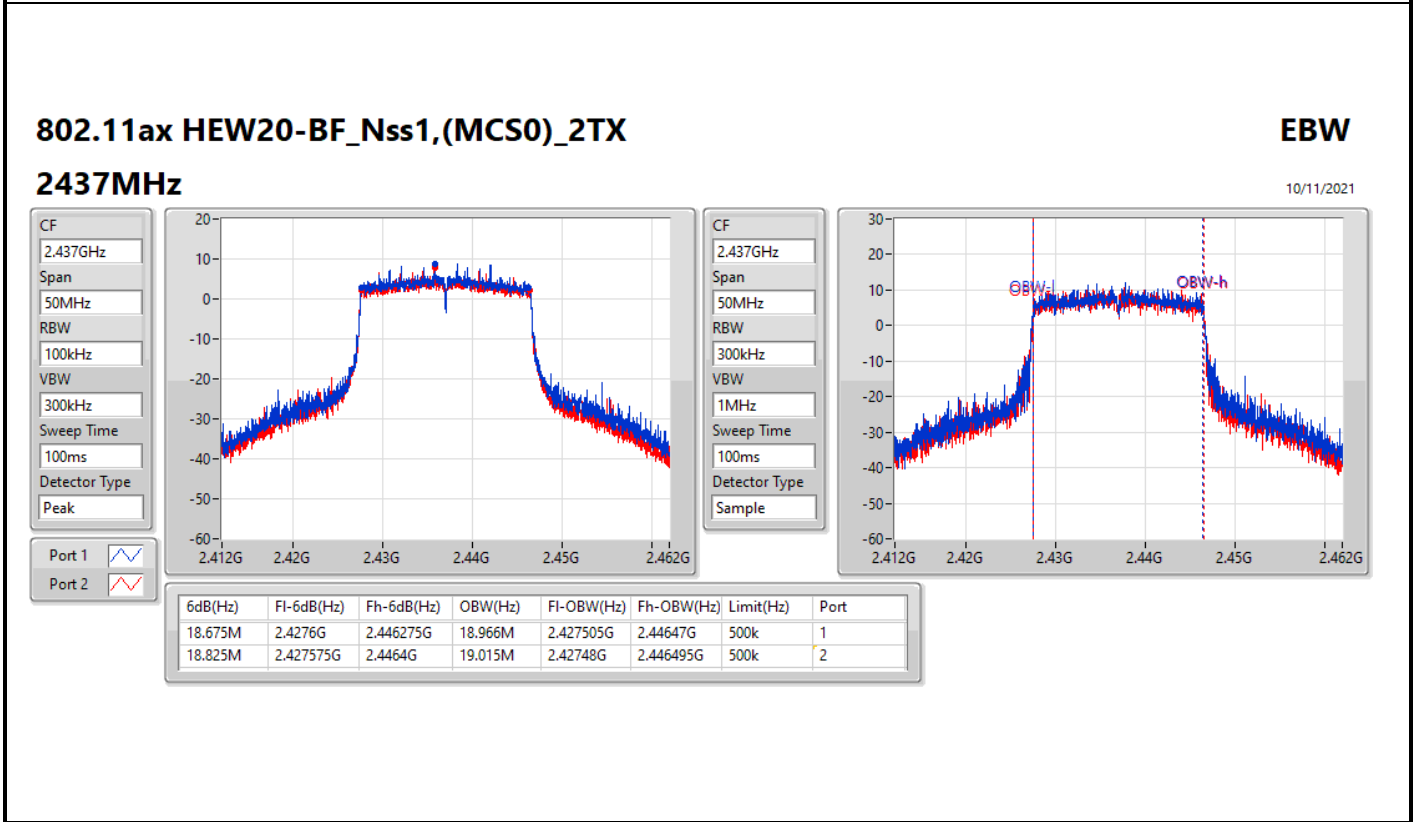 802.11ax HEW20-BF_Nss1,(MCS0)_2TX
EBW
2437MHz
10/11/2021
CF
2.437GHz
Span
50MHz
RBW
100kHz
VBW
300kHz
Sweep Time
100ms
Detector Type
Peak
Port 1
Port 2
20
10
0
-10
-20
-30
-40
-50
-60
2.412G 2.42G 2.43G 2.44G 2.45G 2.462G
CF
2.437GHz
Span
50MHz
RBW
300kHz
VBW
1MHz
Sweep Time
100ms
Detector Type
Sample
30
20
10
0
-10
-20
-30
-40
-50
-60
OBW-l OBW-h
2.412G 2.42G 2.43G 2.44G 2.45G 2.462G
6dB(Hz) Fl-6dB(Hz) Fh-6dB(Hz) OBW(Hz) Fl-OBW(Hz) Fh-OBW(Hz) Limit(Hz) Port
18.675M 2.4276G 2.446275G 18.966M 2.427505G 2.44647G 500k 1
18.825M 2.427575G 2.4464G 19.015M 2.42748G 2.446495G 500k 2